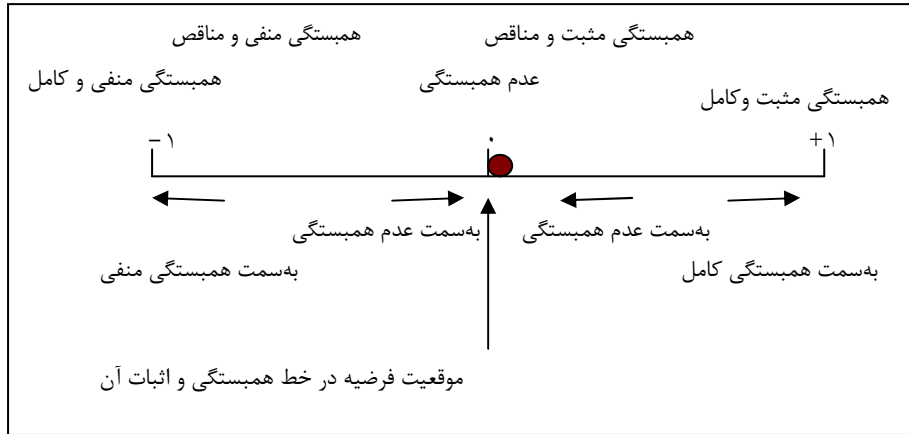 همبستگی مثبت و مناقص همبستگی منفی و مناقص
عدم همبستگی همبستگی منفی و کامل
همبستگی مثبت وکامل
+۱ ۰ −۱
به‌سمت عدم همبستگی به‌سمت عدم همبستگی
به‌سمت همبستگی کامل به‌سمت همبستگی منفی
موقعیت فرضیه در خط همبستگی و اثبات آن